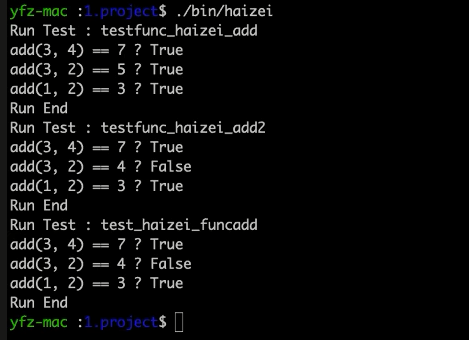 yfz-mac :1.project$ ./bin/haizei
Run Test : testfunc_haizei_add
add(3, 4) == 7 ? True
add(3, 2) == 5 ? True
add(1, 2) == 3 ? True
Run End
Run Test : testfunc_haizei_add2
add(3, 4) == 7 ? True
add(3, 2) == 4 ? False
add(1, 2) == 3 ? True
Run End
Run Test : test_haizei_funcadd
add(3, 4) == 7 ? True
add(3, 2) == 4 ? False
add(1, 2) == 3 ? True
Run End
yfz-mac :1.project$